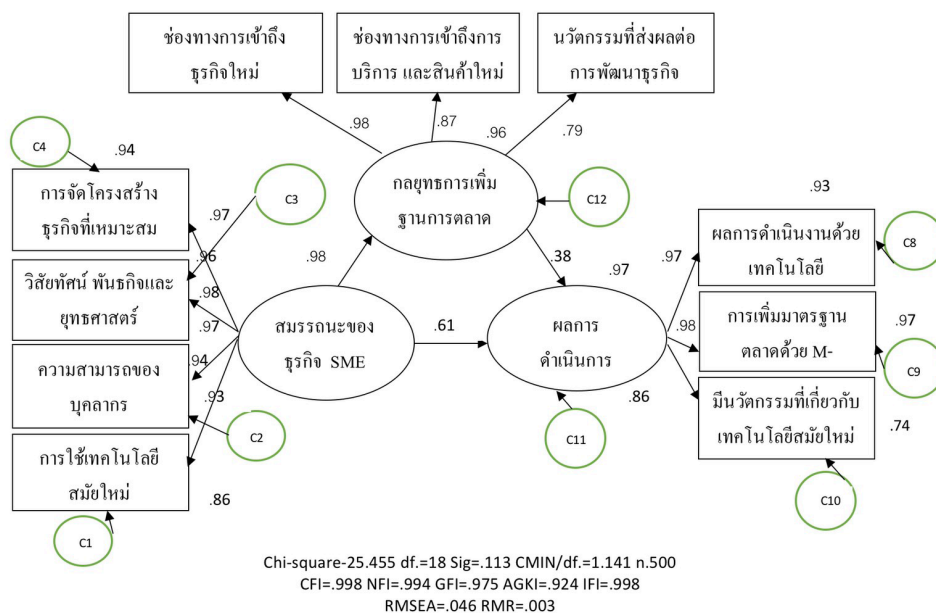 ช่องทางการเข้าถึง
ธุรกิจใหม่
ช่องทางการเข้าถึงการ
บริการ และสินค้าใหม่
นวัตกรรมที่ส่งผลต่อ
การพัฒนาธุรกิจ
.98
.87
.96
.79
C4
.94
การจัดโครงสร้าง
ธุรกิจที่เหมาะสม
.97
C3
กลยุทธการเพิ่ม
ฐานการตลาด
C12
.93
ผลการดำเนินงานด้วย
เทคโนโลยี
C8
.96
วิสัยทัศน์ พันธกิจและ
ยุทธศาสตร์
.98
.97
.98
.38
.97
.97
สมรรถนะของ
ธุรกิจ SME
.61
ผลการ
ดำเนินการ
.98
การเพิ่มมาตรฐาน
ตลาดด้วย M-
.97
C9
ความสามารถของ
บุคลากร
.94
.93
C2
.86
C11
มีนวัตกรรมที่เกี่ยวกับ
เทคโนโลยีสมัยใหม่
.74
C10
การใช้เทคโนโลยี
สมัยใหม่
.86
C1
Chi-square-25.455 df.=18 Sig=.113 CMIN/df.=1.141 n.500
CFI=.998 NFI=.994 GFI=.975 AGKI=.924 IFI=.998
RMSEA=.046 RMR=.003